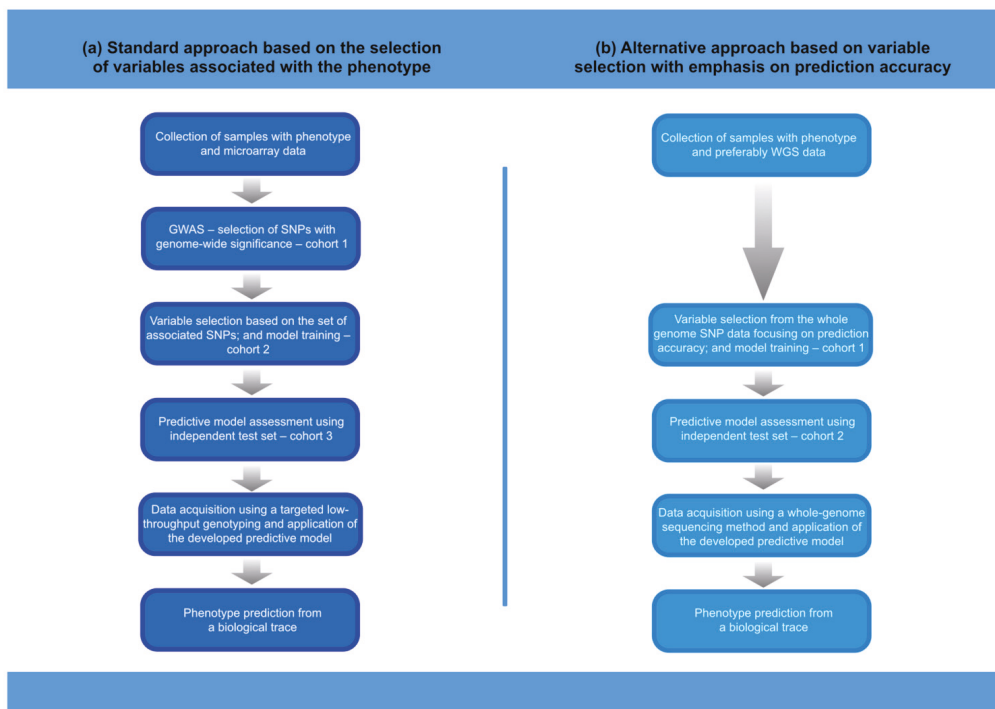 (a) Standard approach based on the selection
of variables associated with the phenotype
Collection of samples with phenotype
and microarray data
GWAS – selection of SNPs with
genome-wide significance – cohort 1
Variable selection based on the set of
associated SNPs; and model training –
cohort 2
Predictive model assessment using
independent test set – cohort 3
Data acquisition using a targeted low-
throughput genotyping and application of
the developed predictive model
Phenotype prediction from
a biological trace
(b) Alternative approach based on variable
selection with emphasis on prediction accuracy
Collection of samples with phenotype
and preferably WGS data
Variable selection from the whole
genome SNP data focusing on prediction
accuracy; and model training – cohort 1
Predictive model assessment using
independent test set – cohort 2
Data acquisition using a whole-genome
sequencing method and application of
the developed predictive model
Phenotype prediction from
a biological trace